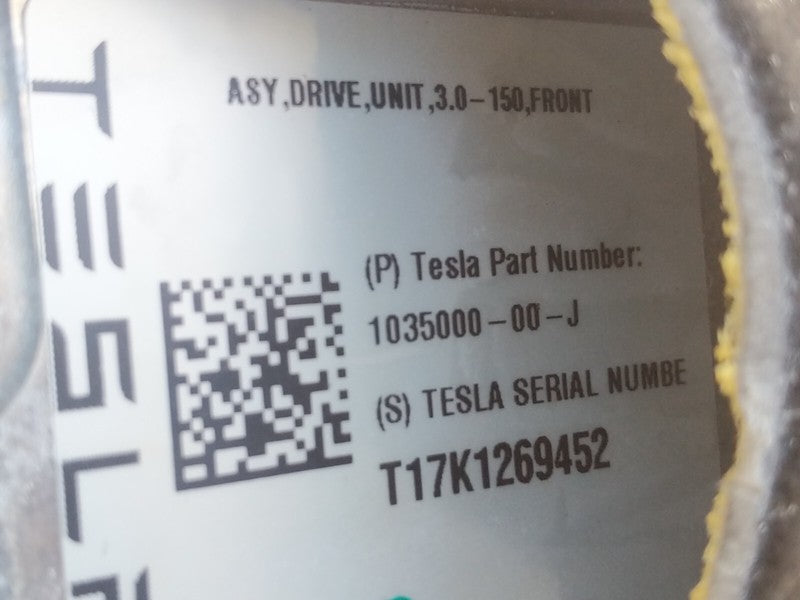 TESLA
ASY,DRIVE,UNIT,3.0-150,FRONT
(P) Tesla Part Number:
1035000-00-J
(S) TESLA SERIAL NUMBE
T17K1269452